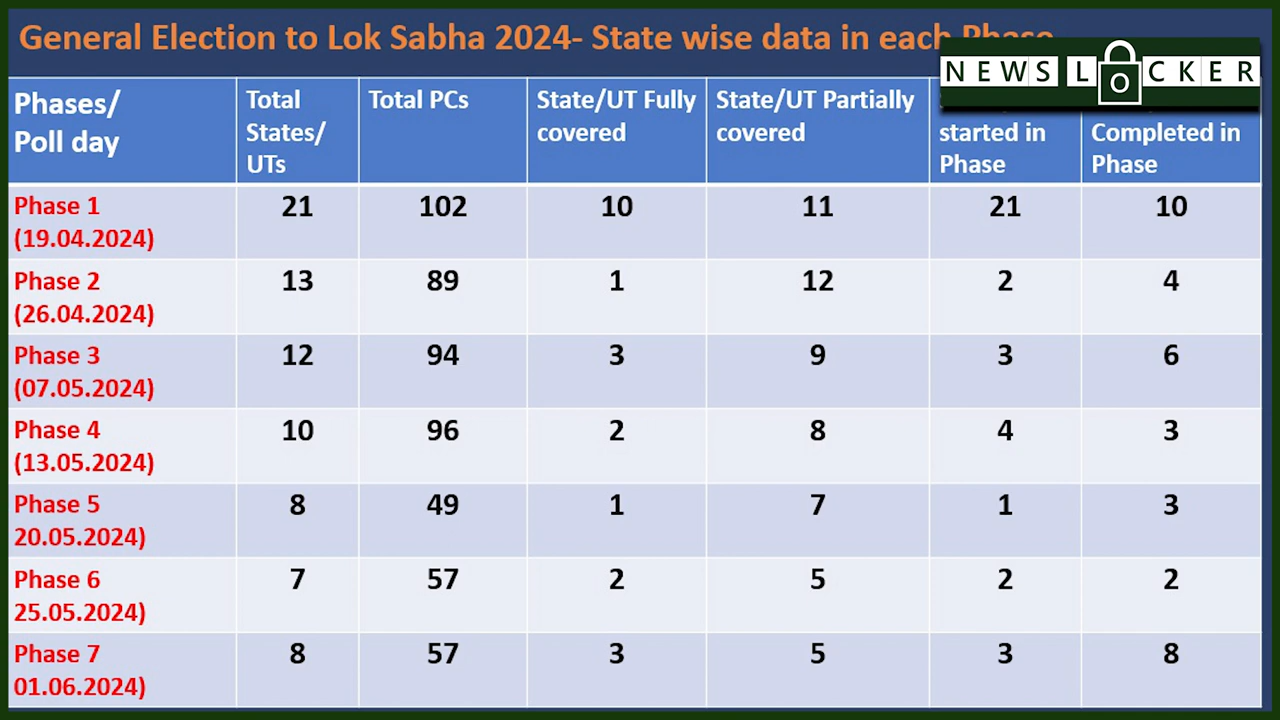 General Election to Lok Sabha 2024- State wise data in each Phase
NEWS LOCKER
Phases/ Poll day
Total States/ UTs
Total PCs
State/UT Fully covered
State/UT Partially covered
started in Phase
Completed in Phase
Phase 1 (19.04.2024) 21 102 10 11 21 10
Phase 2 (26.04.2024) 13 89 1 12 2 4
Phase 3 (07.05.2024) 12 94 3 9 3 6
Phase 4 (13.05.2024) 10 96 2 8 4 3
Phase 5 20.05.2024) 8 49 1 7 1 3
Phase 6 25.05.2024) 7 57 2 5 2 2
Phase 7 01.06.2024) 8 57 3 5 3 8